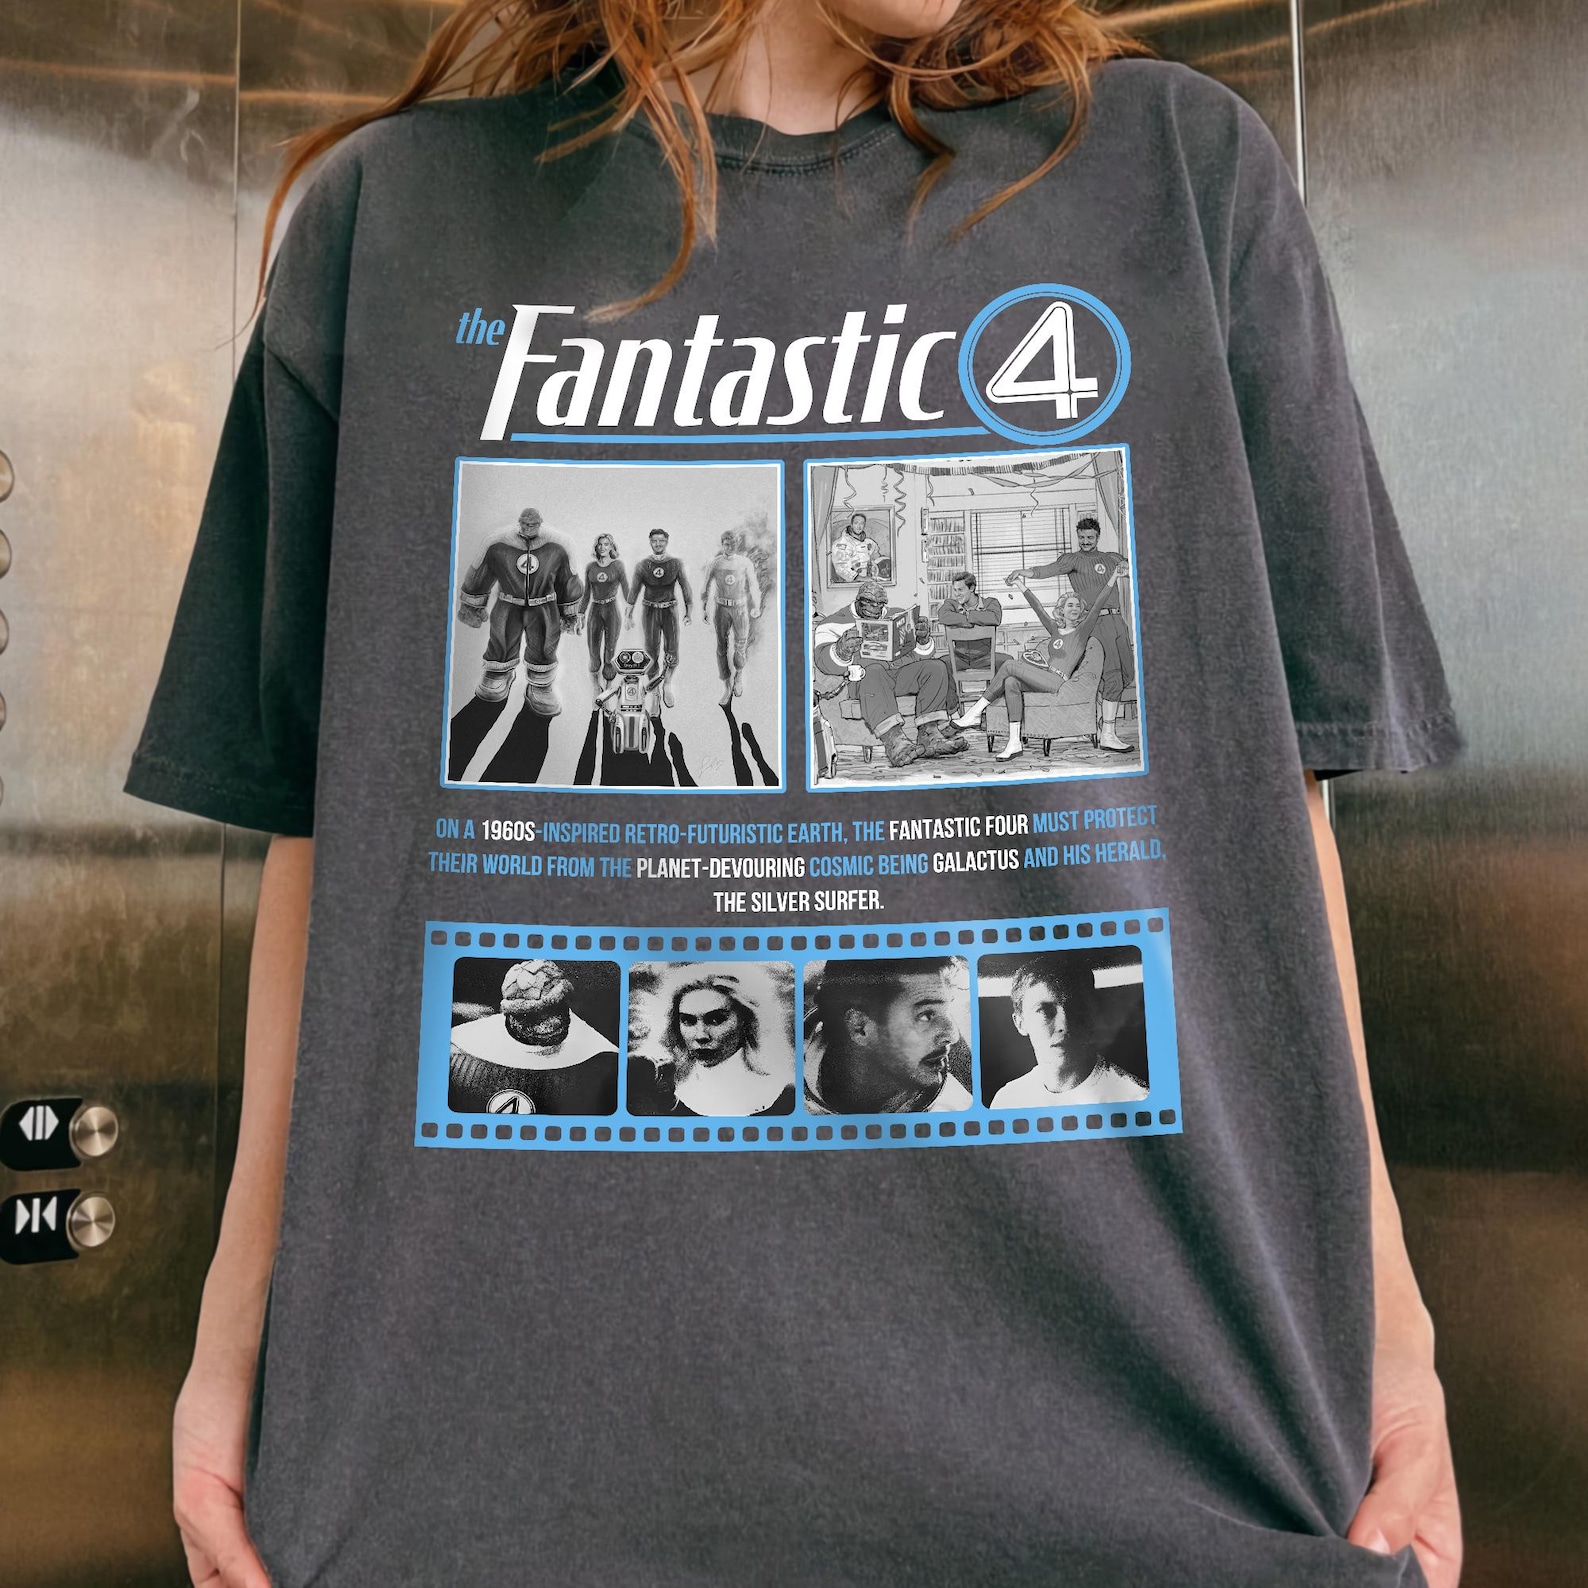 the Fantastic 4
ON A 1960S-INSPIRED RETRO-FUTURISTIC EARTH, THE FANTASTIC FOUR MUST PROTECT
THEIR WORLD FROM THE PLANET-DEVOURING COSMIC BEING GALACTUS AND HIS HERALD,
THE SILVER SURFER.